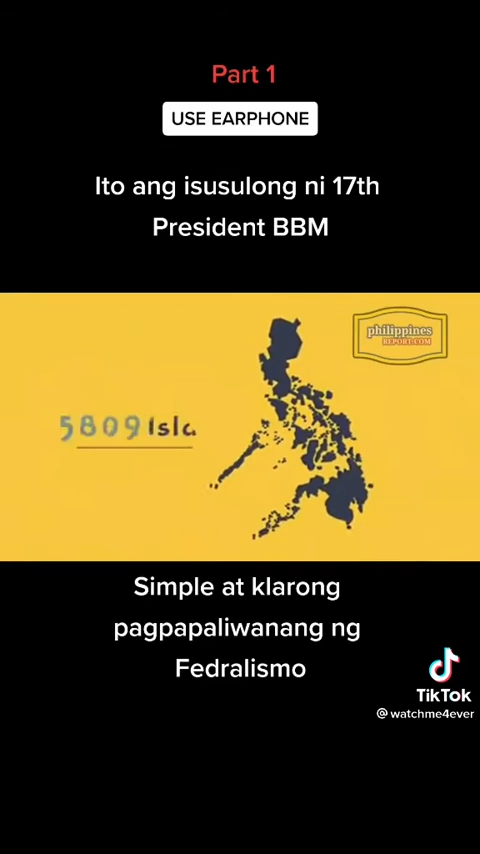 Part 1
USE EARPHONE
Ito ang isusulong ni 17th
President BBM
philippines
REPORT.COM
5809 Isla
Simple at klarong
pagpapaliwanang ng
Fedralismo
TikTok
@ watchme4ever